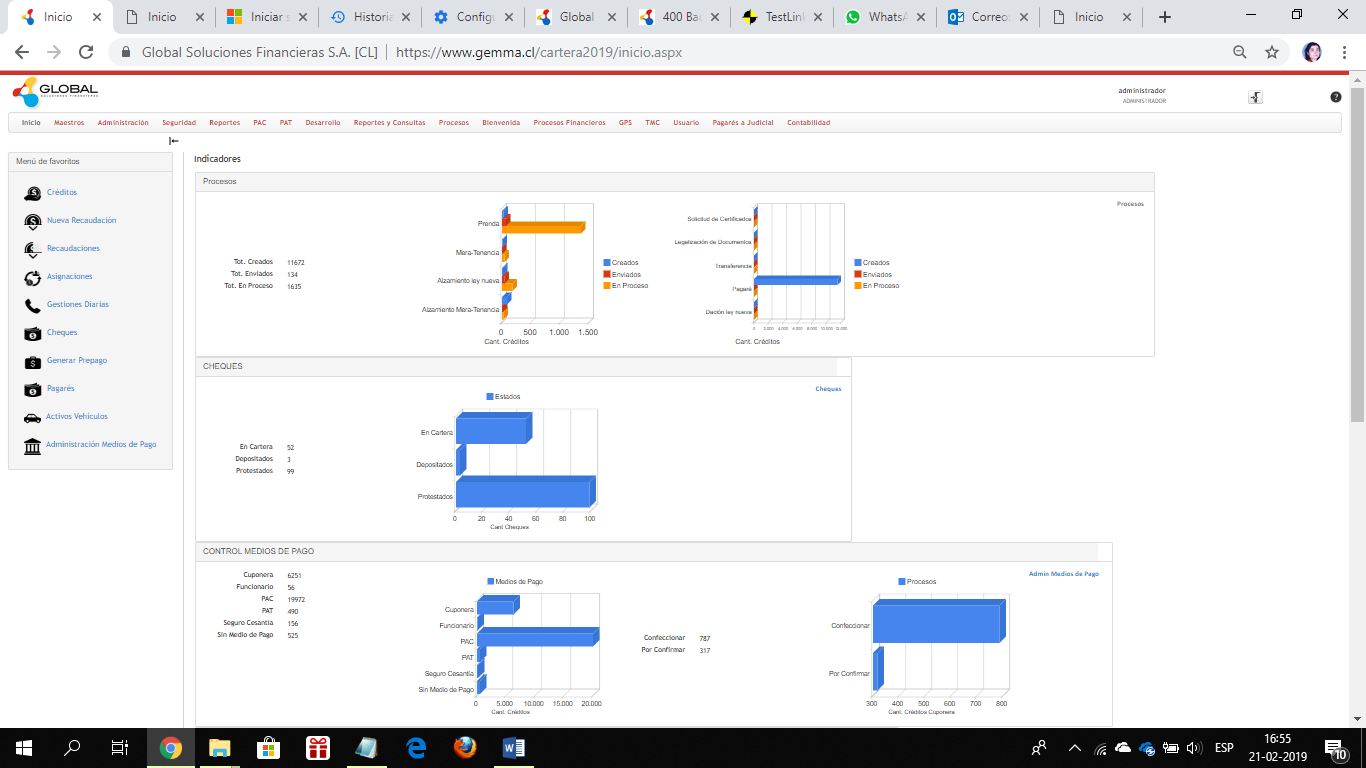 Inicio
Inicio
Iniciar s
Historia
Configu
Global
400 Bad
TestLink
WhatsA
Correo:
Inicio
Global Soluciones Financieras S.A. [CL] | https://www.gemma.cl/cartera2019/inicio.aspx
GLOBAL
SOLUCIONES FINANCIERAS
administrador
ADMINISTRADOR
Inicio Maestros Administración Seguridad Reportes PAC PAT Desarrollo Reportes y Consultas Procesos Bienvenida Procesos Financieros GPS TMC Usuario Pagarés a Judicial Contabilidad
Menú de favoritos
Créditos
Nueva Recaudación
Recaudaciones
Asignaciones
Gestiones Diarias
Cheques
Generar Prepago
Pagarés
Activos Vehículos
Administración Medios de Pago
Indicadores
Procesos
Procesos
Tot. Creados 11672
Tot. Enviados 134
Tot. En Proceso 1635
Prenda
Mera-Tenencia
Alzamiento ley nueva
Alzamiento Mera-Tenencia
0 500 1.000 1.500
Cant. Créditos
Creados
Enviados
En Proceso
Solicitud de Certificados
Legalización de Documentos
Transferencia
Pagaré
Dación ley nueva
0 2.000 4.000 6.000 8.000 10.000 12.000
Cant. Créditos
Creados
Enviados
En Proceso
CHEQUES
Cheques
En Cartera 52
Depositados 3
Protestados 99
Estados
En Cartera
Depositados
Protestados
0 20 40 60 80 100
Cant Cheques
CONTROL MEDIOS DE PAGO
Admin Medios de Pago
Cuponera 6251
Funcionario 56
PAC 19972
PAT 490
Seguro Cesantía 156
Sin Medio de Pago 525
Medios de Pago
Cuponera
Funcionario
PAC
PAT
Seguro Cesantía
Sin Medio de Pago
0 5.000 10.000 15.000 20.000
Cant. Créditos
Confeccionar 787
Por Confirmar 317
Procesos
Confeccionar
Por Confirmar
300 400 500 600 700 800
Cant. Créditos Cuponera
ESP
16:55
21-02-2019
10